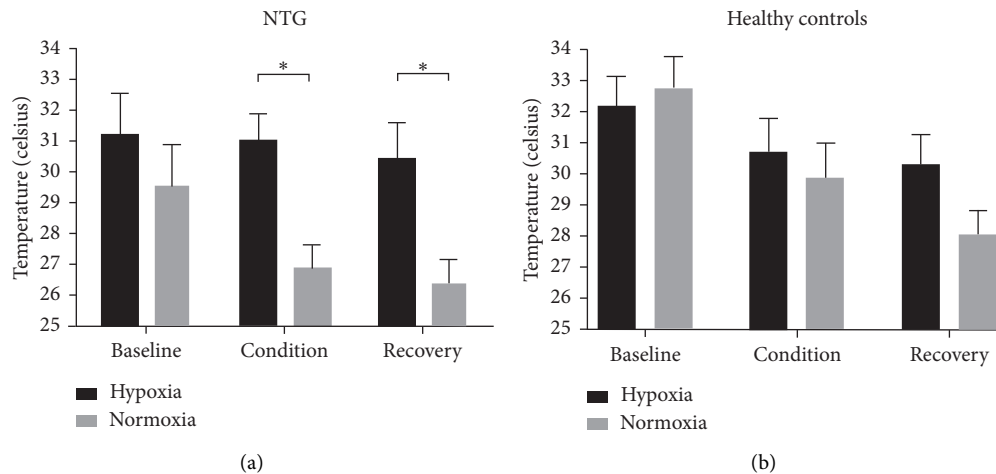 NTG
Temperature (celsius)
34
33
32
31
30
29
28
27
26
25
*
*
Baseline Condition Recovery
Hypoxia
Normoxia
(a)
Healthy controls
Temperature (celsius)
34
33
32
31
30
29
28
27
26
25
Baseline Condition Recovery
Hypoxia
Normoxia
(b)